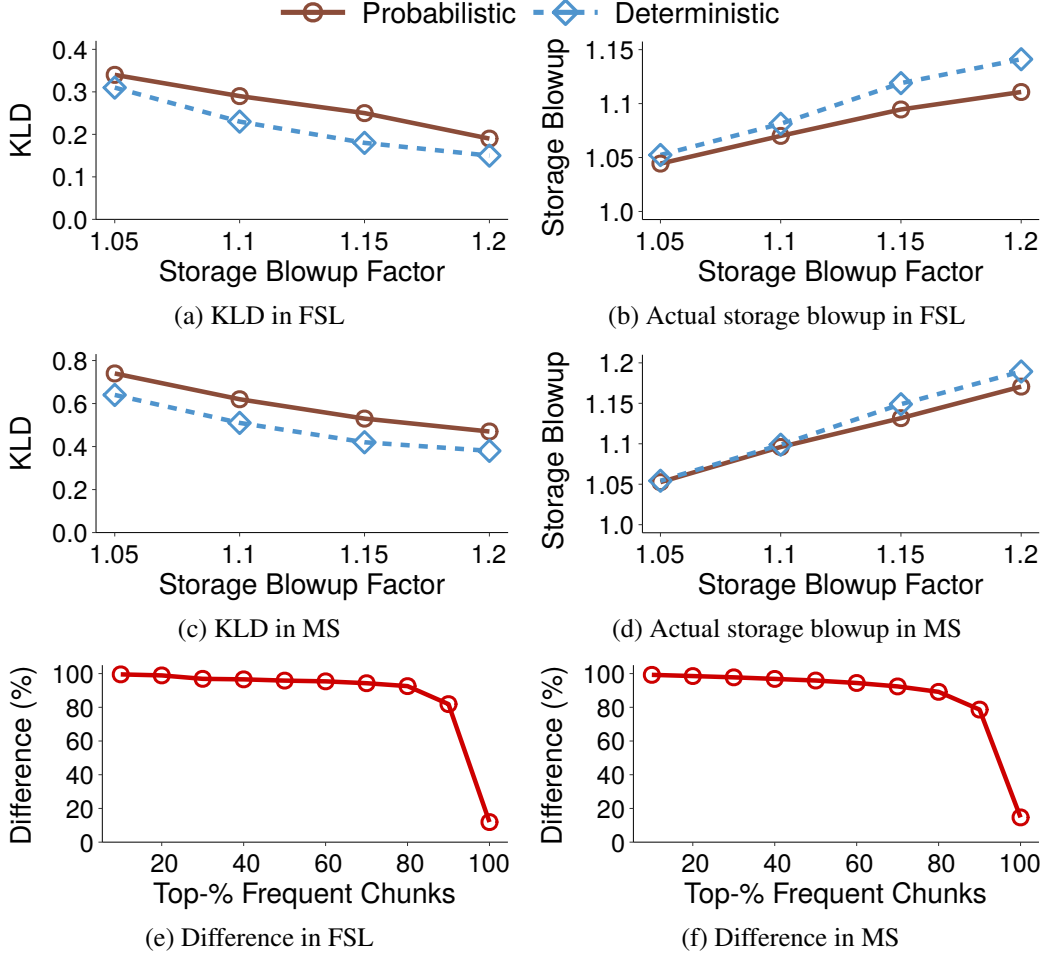 Probabilistic Deterministic
KLD
0.4
0.3
0.2
0.1
0.0
1.05 1.1 1.15 1.2
Storage Blowup Factor
(a) KLD in FSL
Storage Blowup
1.15
1.1
1.05
1.0
1.05 1.1 1.15 1.2
Storage Blowup Factor
(b) Actual storage blowup in FSL
KLD
0.8
0.6
0.4
0.2
0.0
1.05 1.1 1.15 1.2
Storage Blowup Factor
(c) KLD in MS
Storage Blowup
1.2
1.15
1.1
1.05
1.0
1.05 1.1 1.15 1.2
Storage Blowup Factor
(d) Actual storage blowup in MS
Difference (%)
100
80
60
40
20
0
20 40 60 80 100
Top-% Frequent Chunks
(e) Difference in FSL
Difference (%)
100
80
60
40
20
0
20 40 60 80 100
Top-% Frequent Chunks
(f) Difference in MS